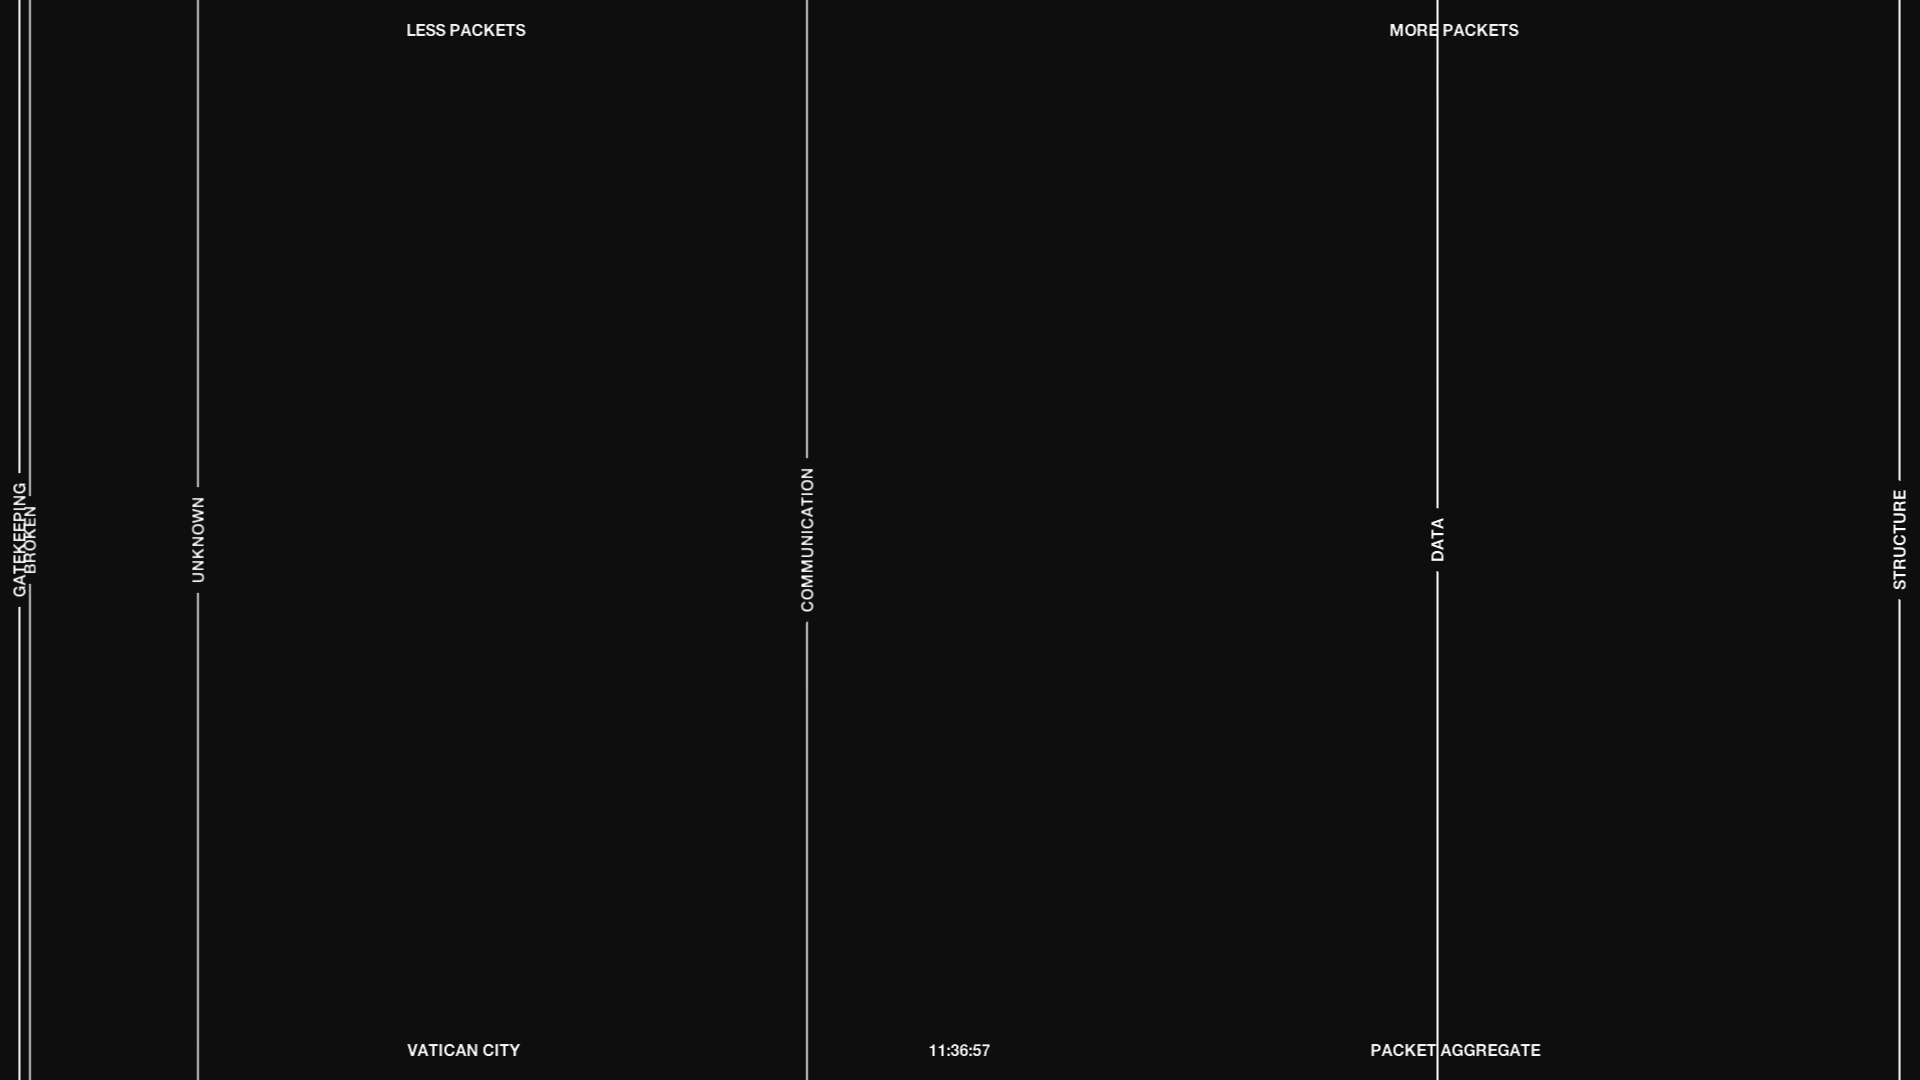 LESS PACKETS
MORE PACKETS
GATEKEEPING
BROKEN
UNKNOWN
COMMUNICATION
DATA
STRUCTURE
VATICAN CITY
11:36:57
PACKET AGGREGATE